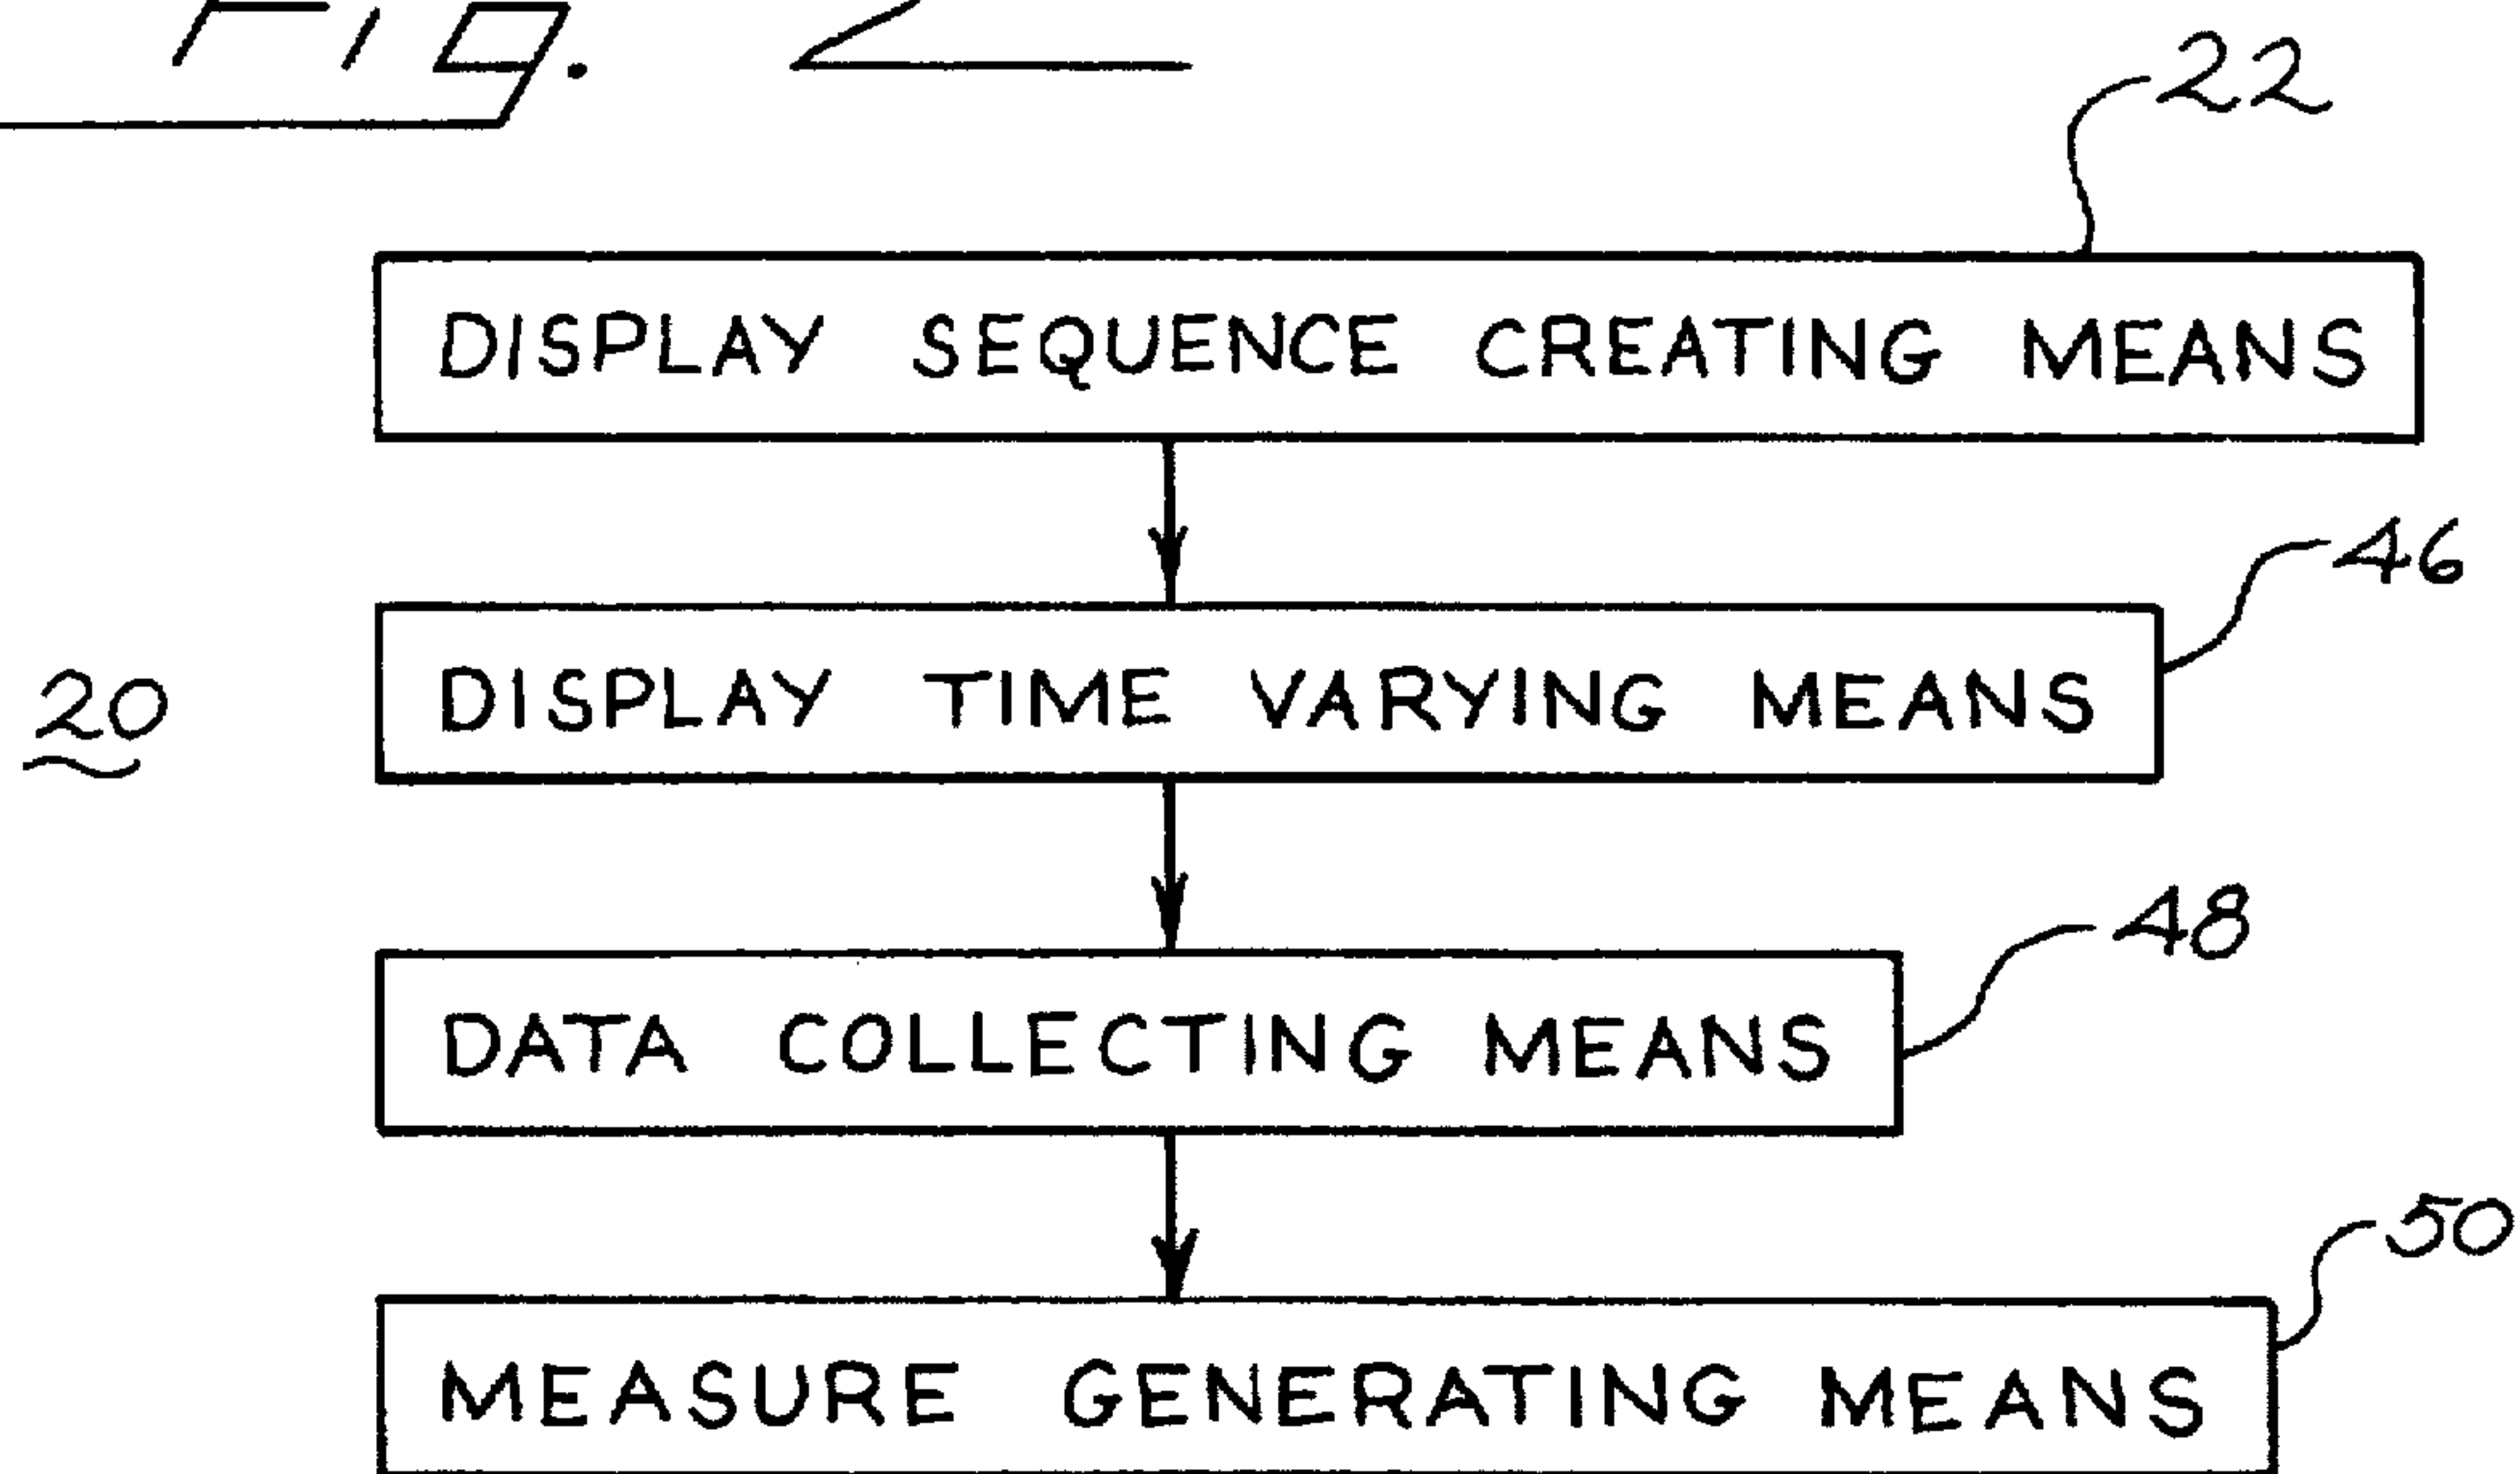 Fig. 2
22
DISPLAY SEQUENCE CREATING MEANS
46
DISPLAY TIME VARYING MEANS
20
48
DATA COLLECTING MEANS
50
MEASURE GENERATING MEANS